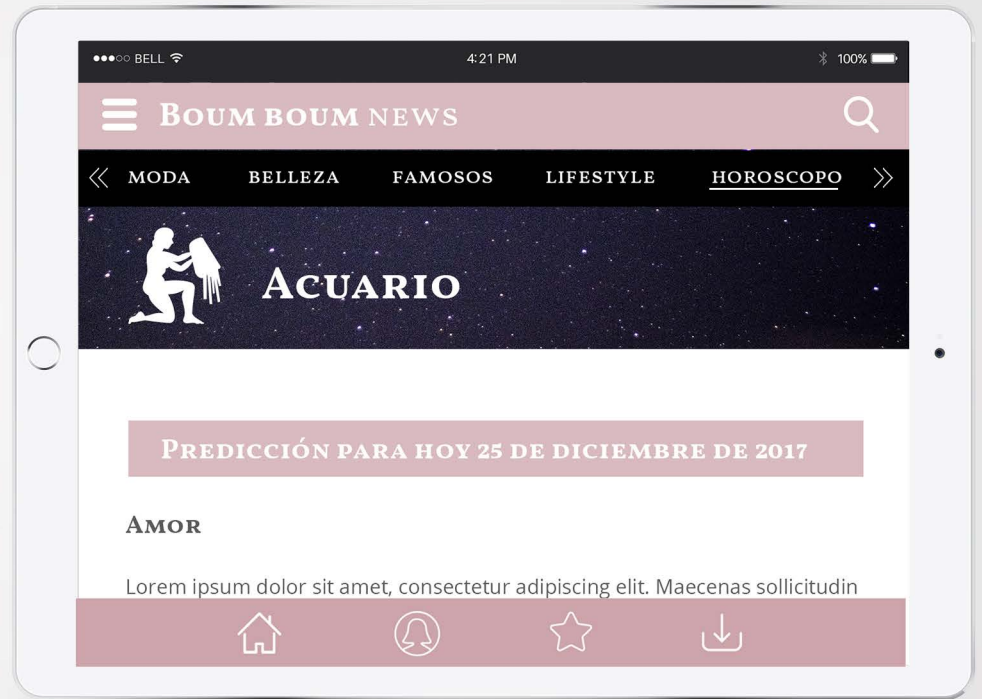 BELL 4:21 PM 100%
BOUM BOUM NEWS
MODA BELLEZA FAMOSOS LIFESTYLE HOROSCOPO
ACUARIO
PREDICCIÓN PARA HOY 25 DE DICIEMBRE DE 2017
AMOR
Lorem ipsum dolor sit amet, consectetur adipiscing elit. Maecenas sollicitudin